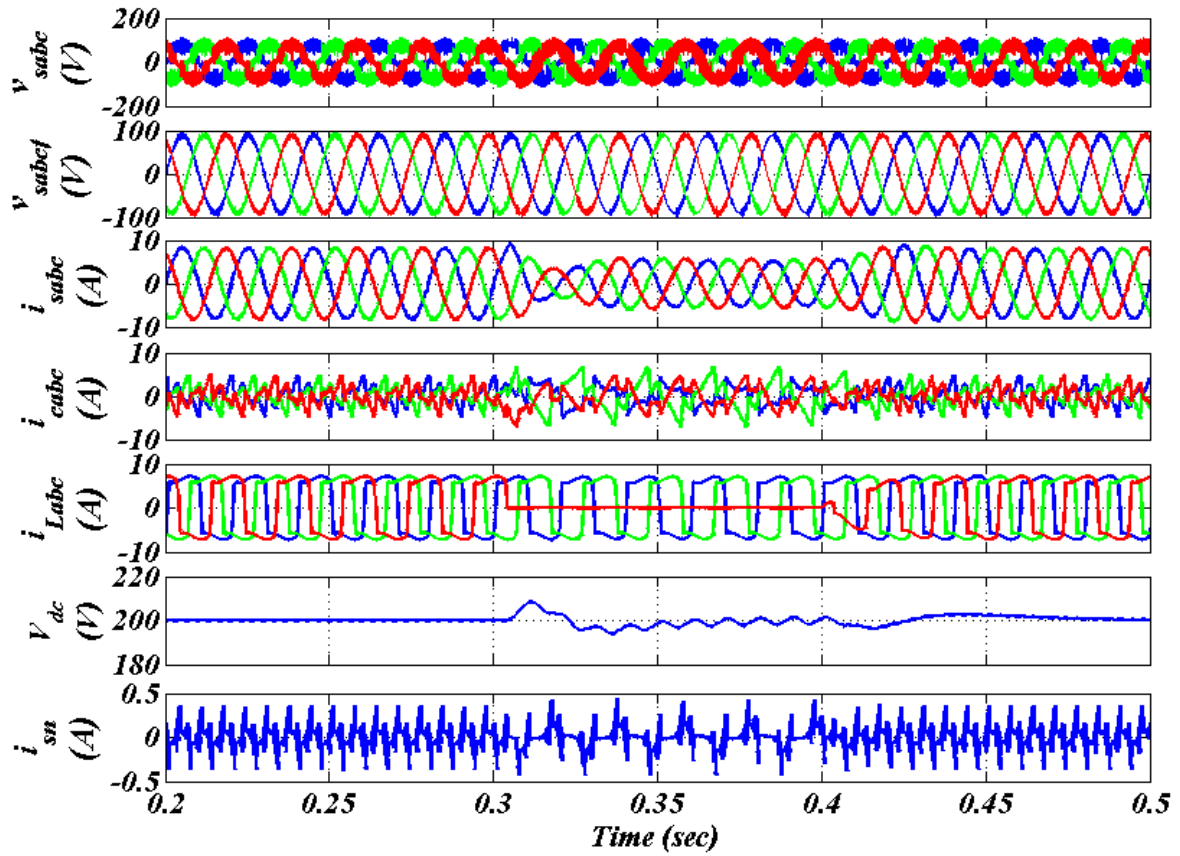 v sabc (V)
200
0
-200
v sabcf (V)
100
0
-100
i sabc (A)
10
0
-10
i cabc (A)
10
0
-10
i Labc (A)
10
0
-10
V dc (V)
220
200
180
i sn (A)
0.5
0
-0.5
0.2 0.25 0.3 0.35 0.4 0.45 0.5
Time (sec)